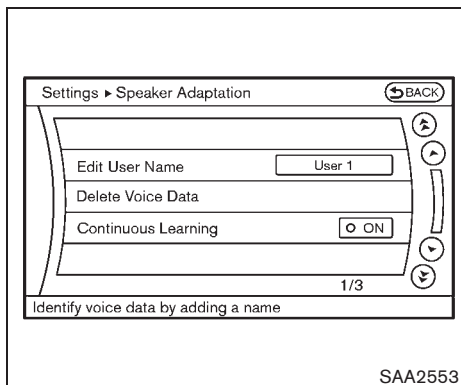 Settings ▸ Speaker Adaptation BACK
Edit User Name User 1
Delete Voice Data
Continuous Learning ON
1/3
Identify voice data by adding a name
SAA2553